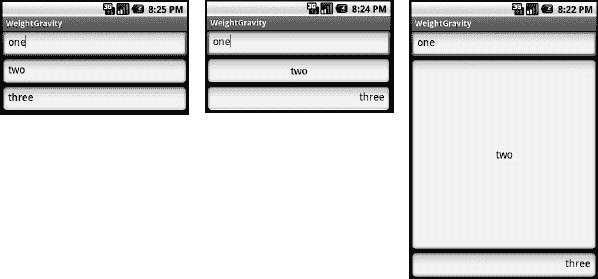 8:25 PM
WeightGravity
one
two
three
8:24 PM
WeightGravity
one
two
three
8:22 PM
WeightGravity
one
two
three